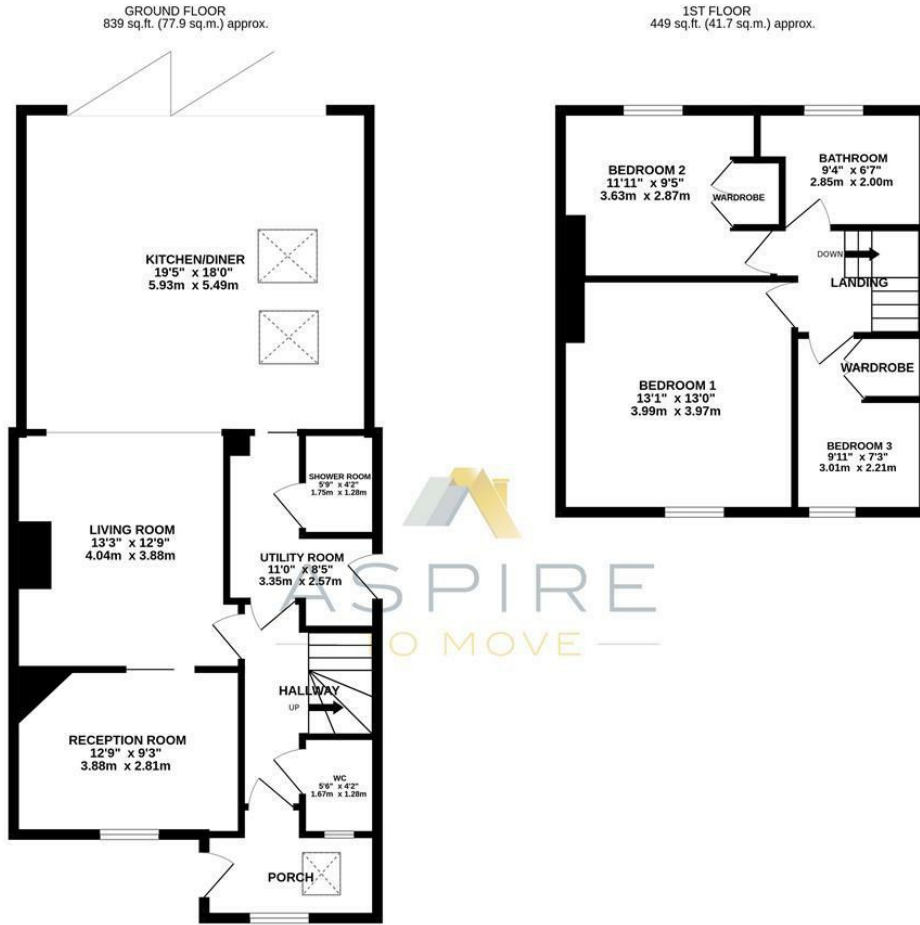 GROUND FLOOR
839 sq.ft. (77.9 sq.m.) approx.
1ST FLOOR
449 sq.ft. (41.7 sq.m.) approx.
KITCHEN/DINER
19'5" x 18'0"
5.93m x 5.49m
LIVING ROOM
13'3" x 12'9"
4.04m x 3.88m
SHOWER ROOM
5'9" x 4'2"
1.75m x 1.28m
UTILITY ROOM
11'0" x 8'5"
3.35m x 2.57m
HALLWAY
UP
RECEPTION ROOM
12'9" x 9'3"
3.88m x 2.81m
WC
5'6" x 4'2"
1.67m x 1.28m
PORCH
BEDROOM 2
11'11" x 9'5"
3.63m x 2.87m
WARDROBE
BATHROOM
9'4" x 6'7"
2.85m x 2.00m
DOWN
LANDING
BEDROOM 1
13'1" x 13'0"
3.99m x 3.97m
WARDROBE
BEDROOM 3
9'11" x 7'3"
3.01m x 2.21m
ASPIRE
TO MOVE